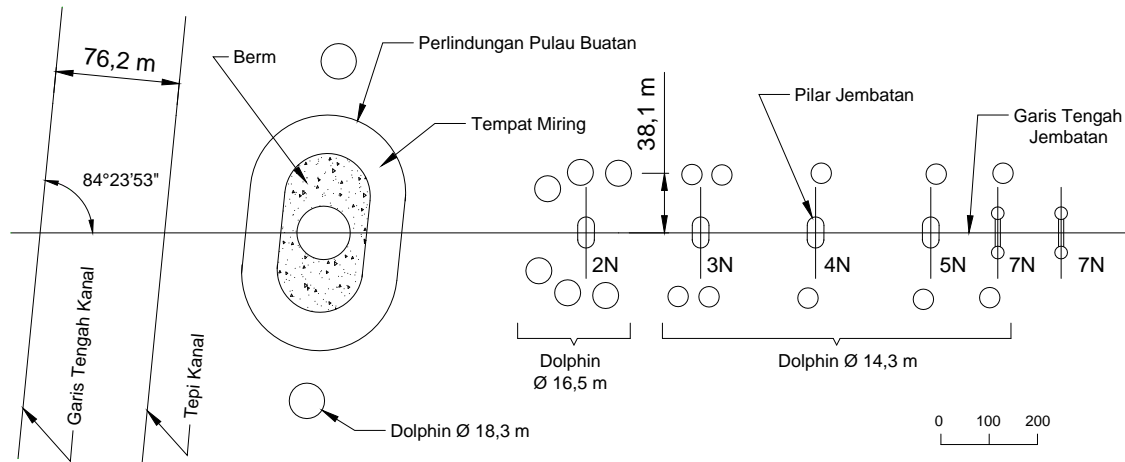 76,2 m
84°23'53"
Garis Tengah Kanal
Tepi Kanal
Berm
Perlindungan Pulau Buatan
Tempat Miring
Dolphin Ø 18,3 m
38,1 m
Pilar Jembatan
Garis Tengah
Jembatan
2N
3N
4N
5N
7N
7N
Dolphin
Ø 16,5 m
Dolphin Ø 14,3 m
0
100
200